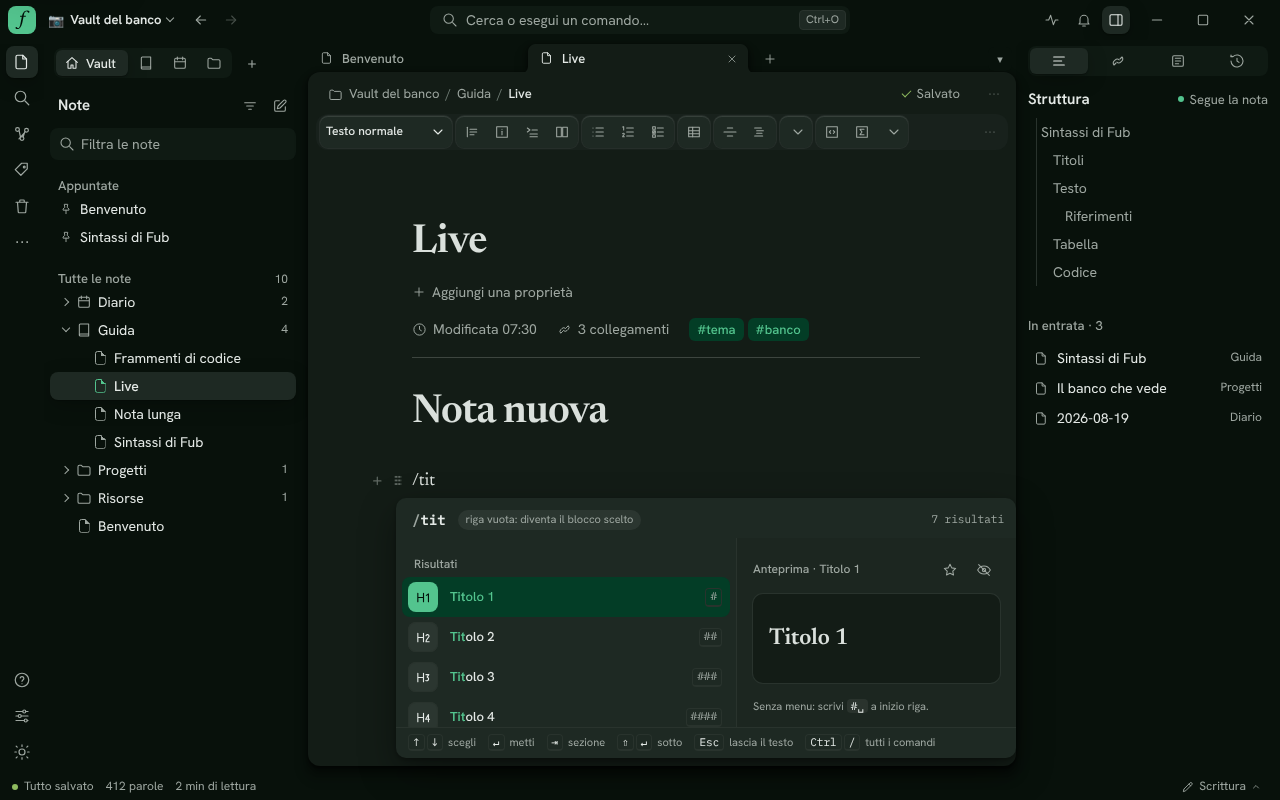 Vault del banco
Cerca o esegui un comando...
Ctrl+O
Vault
Benvenuto
Live
Note
Filtra le note
Appuntate
Benvenuto
Sintassi di Fub
Tutte le note 10
Diario 2
Guida 4
Frammenti di codice
Live
Nota lunga
Sintassi di Fub
Progetti 1
Risorse 1
Benvenuto
Vault del banco / Guida / Live
Salvato
Testo normale
Live
Aggiungi una proprietà
Modificata 07:30 3 collegamenti #tema #banco
Nota nuova
/tit
/tit riga vuota: diventa il blocco scelto 7 risultati
Risultati
H1 Titolo 1 #
H2 Titolo 2 ##
H3 Titolo 3 ###
H4 Titolo 4 ####
Anteprima · Titolo 1
Titolo 1
Senza menu: scrivi #␣ a inizio riga.
↑ ↓ scegli ↵ metti ⇥ sezione ⇧ ↵ sotto Esc lascia il testo Ctrl / tutti i comandi
Struttura Segue la nota
Sintassi di Fub
Titoli
Testo
Riferimenti
Tabella
Codice
In entrata · 3
Sintassi di Fub Guida
Il banco che vede Progetti
2026-08-19 Diario
Tutto salvato 412 parole 2 min di lettura
Scrittura